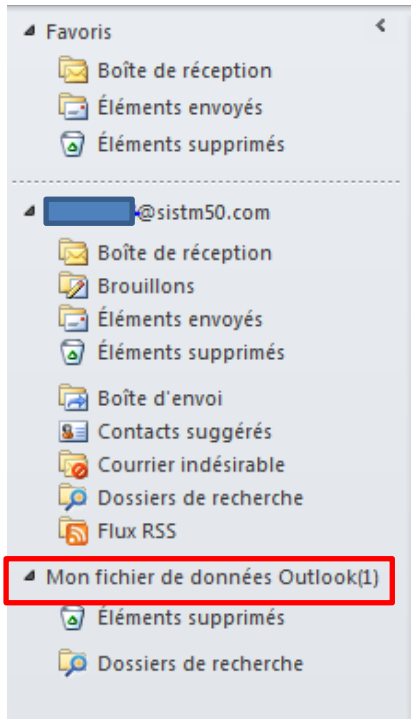 Favoris
Boîte de réception
Éléments envoyés
Éléments supprimés
@sistm50.com
Boîte de réception
Brouillons
Éléments envoyés
Éléments supprimés
Boîte d'envoi
Contacts suggérés
Courrier indésirable
Dossiers de recherche
Flux RSS
Mon fichier de données Outlook(1)
Éléments supprimés
Dossiers de recherche